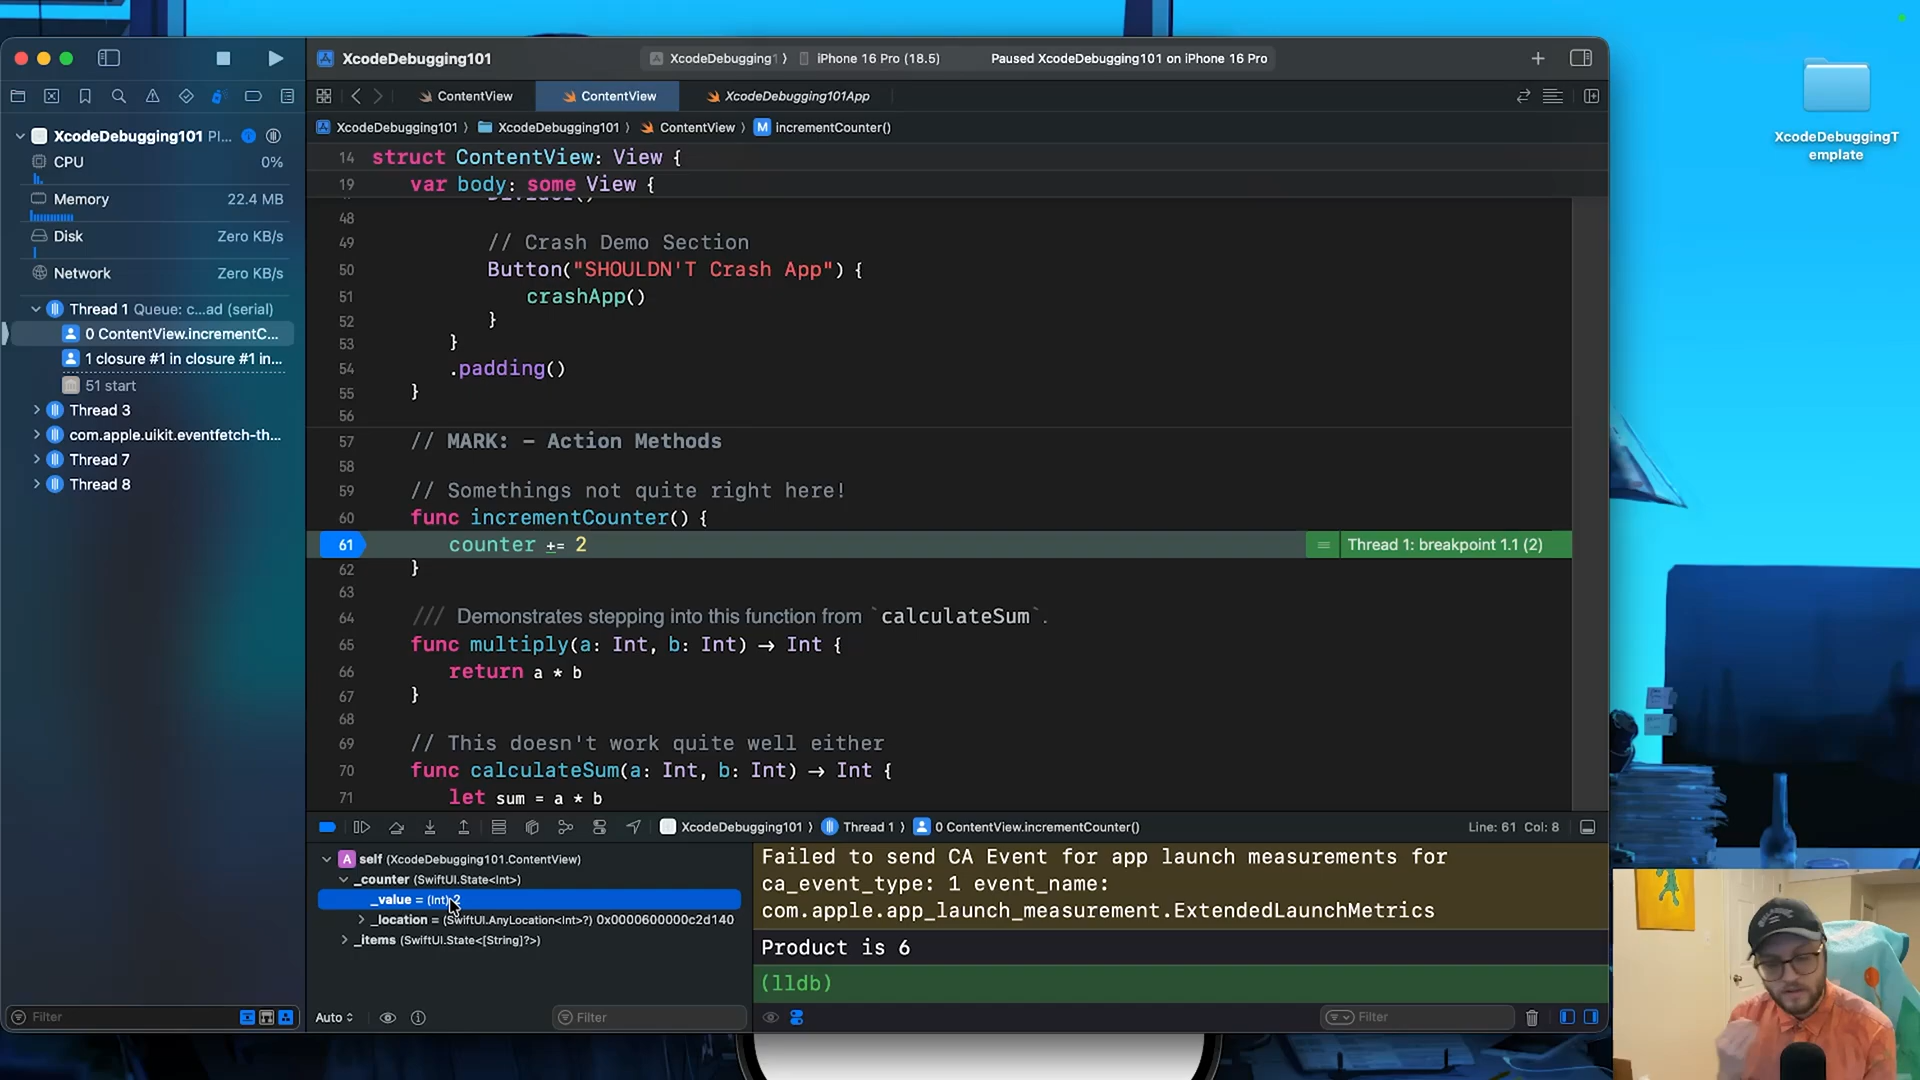 XcodeDebugging101
XcodeDebugging1
iPhone 16 Pro (18.5)
Paused XcodeDebugging101 on iPhone 16 Pro
ContentView
ContentView
XcodeDebugging101App
XcodeDebugging101
XcodeDebugging101
ContentView
M
incrementCounter()
XcodeDebugging101 PI...
CPU 0%
Memory 22.4 MB
Disk Zero KB/s
Network Zero KB/s
Thread 1 Queue: c...ad (serial)
0 ContentView.incrementC...
1 closure #1 in closure #1 in...
51 start
Thread 3
com.apple.uikit.eventfetch-th...
Thread 7
Thread 8
Filter
14 struct ContentView: View {
19 var body: some View {
Divider()
48
49 // Crash Demo Section
50 Button("SHOULDN'T Crash App") {
51 crashApp()
52 }
53 }
54 .padding()
55 }
56
57 // MARK: - Action Methods
58
59 // Somethings not quite right here!
60 func incrementCounter() {
61 counter += 2
Thread 1: breakpoint 1.1 (2)
62 }
63
64 /// Demonstrates stepping into this function from `calculateSum`.
65 func multiply(a: Int, b: Int) → Int {
66 return a * b
67 }
68
69 // This doesn't work quite well either
70 func calculateSum(a: Int, b: Int) → Int {
71 let sum = a * b
XcodeDebugging101
Thread 1
0 ContentView.incrementCounter()
Line: 61 Col: 8
A self (XcodeDebugging101.ContentView)
_counter (SwiftUI.State<Int>)
_value = (Int) 2
_location = (SwiftUI.AnyLocation<Int>?) 0x0000600000c2d140
_items (SwiftUI.State<[String]?>)
Auto
Filter
Failed to send CA Event for app launch measurements for
ca_event_type: 1 event_name:
com.apple.app_launch_measurement.ExtendedLaunchMetrics
Product is 6
(lldb)
Filter
XcodeDebuggingT
emplate